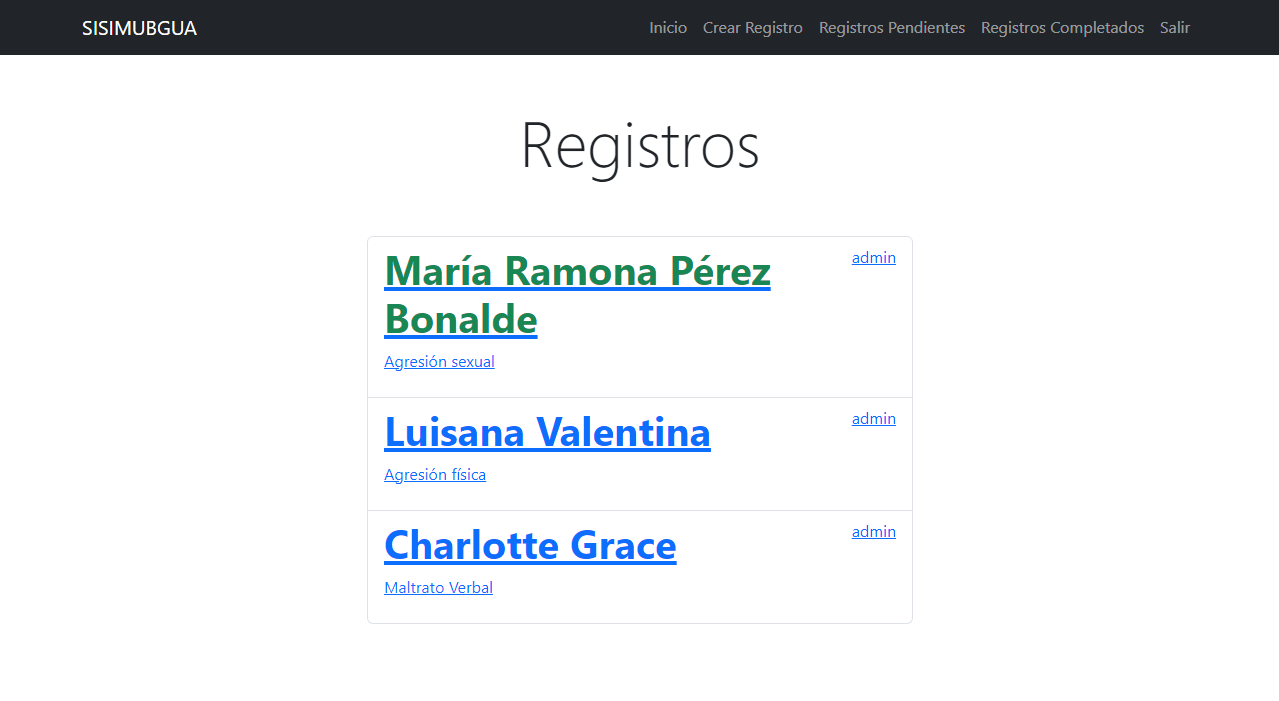 SISIMUBGUA
Inicio Crear Registro Registros Pendientes Registros Completados Salir
Registros
María Ramona Pérez
Bonalde
admin
Agresión sexual
Luisana Valentina
admin
Agresión física
Charlotte Grace
admin
Maltrato Verbal